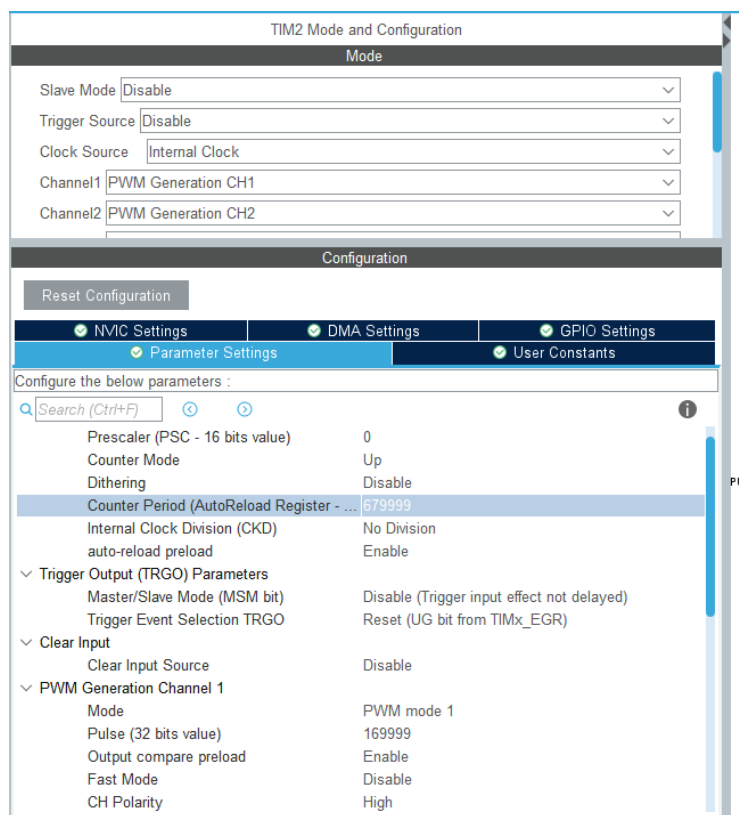 TIM2 Mode and Configuration
Mode
Slave Mode Disable
Trigger Source Disable
Clock Source Internal Clock
Channel1 PWM Generation CH1
Channel2 PWM Generation CH2
Configuration
Reset Configuration
NVIC Settings DMA Settings GPIO Settings
Parameter Settings User Constants
Configure the below parameters :
Search (Ctrl+F)
Prescaler (PSC - 16 bits value) 0
Counter Mode Up
Dithering Disable
Counter Period (AutoReload Register - ... 679999
Internal Clock Division (CKD) No Division
auto-reload preload Enable
Trigger Output (TRGO) Parameters
Master/Slave Mode (MSM bit) Disable (Trigger input effect not delayed)
Trigger Event Selection TRGO Reset (UG bit from TIMx_EGR)
Clear Input
Clear Input Source Disable
PWM Generation Channel 1
Mode PWM mode 1
Pulse (32 bits value) 169999
Output compare preload Enable
Fast Mode Disable
CH Polarity High